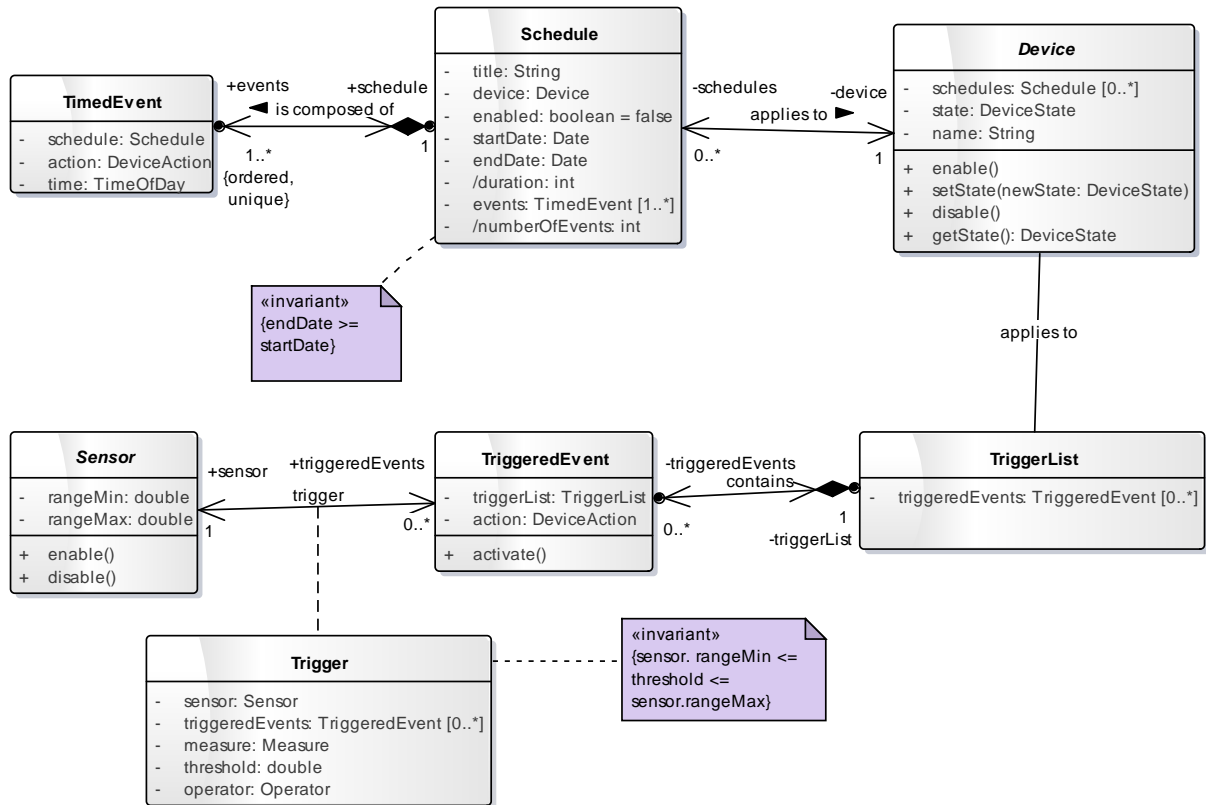 Schedule
- title: String
- device: Device
- enabled: boolean = false
- startDate: Date
- endDate: Date
- /duration: int
- events: TimedEvent [1..*]
- /numberOfEvents: int
Device
- schedules: Schedule [0..*]
- state: DeviceState
- name: String
+ enable()
+ setState(newState: DeviceState)
+ disable()
+ getState(): DeviceState
TimedEvent
- schedule: Schedule
- action: DeviceAction
- time: TimeOfDay
+events
+schedule
◄ is composed of
1..*
{ordered,
unique}
1
-schedules
-device
applies to ►
0..*
1
«invariant»
{endDate >=
startDate}
applies to
Sensor
- rangeMin: double
- rangeMax: double
+ enable()
+ disable()
+sensor
+triggeredEvents
trigger
1
0..*
TriggeredEvent
- triggerList: TriggerList
- action: DeviceAction
+ activate()
-triggeredEvents
contains
0..*
1
-triggerList
TriggerList
- triggeredEvents: TriggeredEvent [0..*]
Trigger
- sensor: Sensor
- triggeredEvents: TriggeredEvent [0..*]
- measure: Measure
- threshold: double
- operator: Operator
«invariant»
{sensor. rangeMin <=
threshold <=
sensor.rangeMax}